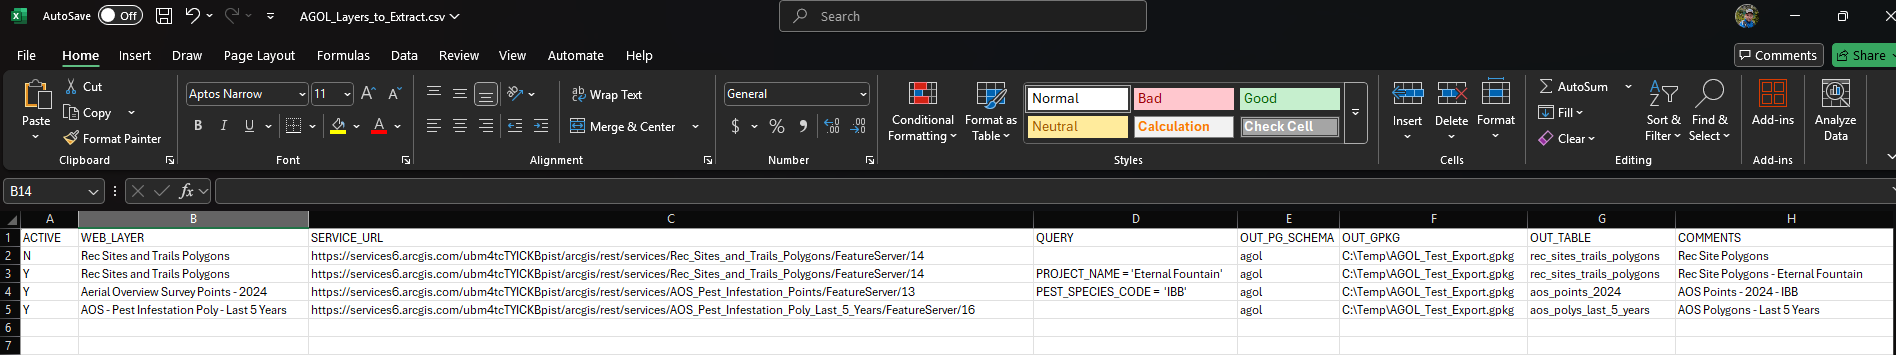 AutoSave Off AGOL_Layers_to_Extract.csv Search
File Home Insert Draw Page Layout Formulas Data Review View Automate Help Comments Share
Paste Cut Copy Format Painter Clipboard
Aptos Narrow 11 A A B I U A Font
ab Wrap Text Merge & Center Alignment
General $ % Number
Conditional Formatting Format as Table Normal Bad Good Neutral Calculation Check Cell Styles
Insert Delete Format Cells
AutoSum Fill Clear Sort & Filter Find & Select Editing
Add-ins Add-ins
Analyze Data
B14 fx
A B C D E F G H
1 ACTIVE WEB_LAYER SERVICE_URL QUERY OUT_PG_SCHEMA OUT_GPKG OUT_TABLE COMMENTS
2 N Rec Sites and Trails Polygons https://services6.arcgis.com/ubm4tcTYICKBpist/arcgis/rest/services/Rec_Sites_and_Trails_Polygons/FeatureServer/14 agol C:\Temp\AGOL_Test_Export.gpkg rec_sites_trails_polygons Rec Site Polygons
3 Y Rec Sites and Trails Polygons https://services6.arcgis.com/ubm4tcTYICKBpist/arcgis/rest/services/Rec_Sites_and_Trails_Polygons/FeatureServer/14 PROJECT_NAME = 'Eternal Fountain' agol C:\Temp\AGOL_Test_Export.gpkg rec_sites_trails_polygons Rec Site Polygons - Eternal Fountain
4 Y Aerial Overview Survey Points - 2024 https://services6.arcgis.com/ubm4tcTYICKBpist/arcgis/rest/services/AOS_Pest_Infestation_Points/FeatureServer/13 PEST_SPECIES_CODE = 'IBB' agol C:\Temp\AGOL_Test_Export.gpkg aos_points_2024 AOS Points - 2024 - IBB
5 Y AOS - Pest Infestation Poly - Last 5 Years https://services6.arcgis.com/ubm4tcTYICKBpist/arcgis/rest/services/AOS_Pest_Infestation_Poly_Last_5_Years/FeatureServer/16 agol C:\Temp\AGOL_Test_Export.gpkg aos_polys_last_5_years AOS Polygons - Last 5 Years
6
7